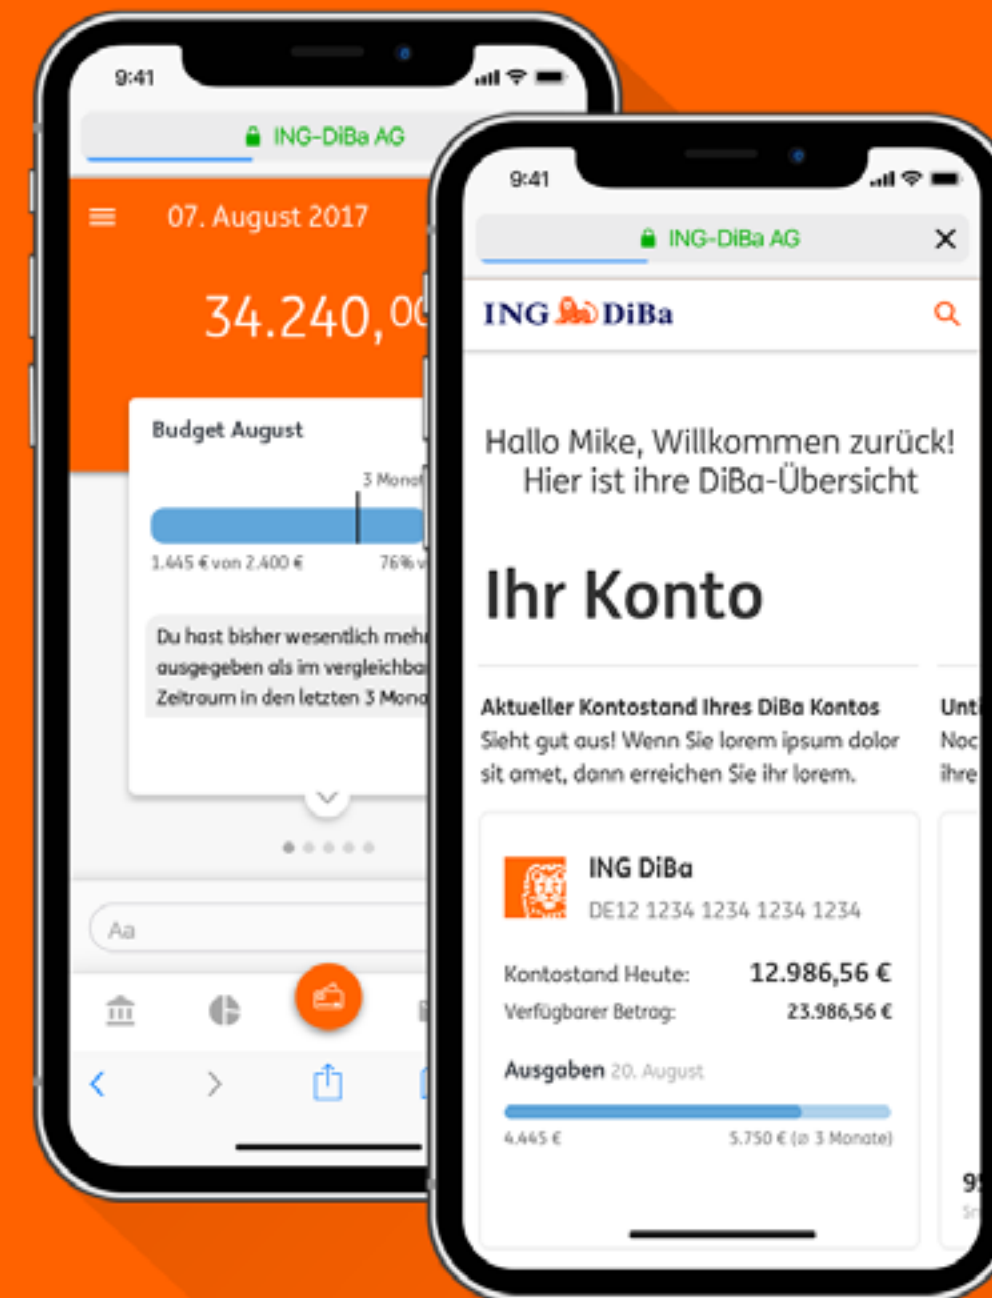 9:41
ING-DiBa AG
07. August 2017
34.240,00
Budget August
3
1.445 € von 2.400 €
76%
Du hast bisher wesentlich
ausgegeben als im
Zeitraum in den letzten 3
Aa
9:41
ING-DiBa AG
ING DiBa
Hallo Mike, Willkommen zurück!
Hier ist ihre DiBa-Übersicht
Ihr Konto
Aktueller Kontostand Ihres DiBa Kontos
Sieht gut aus! Wenn Sie lorem ipsum dolor
sit amet, dann erreichen Sie ihr lorem.
ihre
ING DiBa
DE12 1234 1234 1234 1234
Kontostand Heute: 12.986,56 €
Verfügbarer Betrag: 23.986,56 €
Ausgaben 20. August
4.445 € 5.750 € (ø 3 Monate)